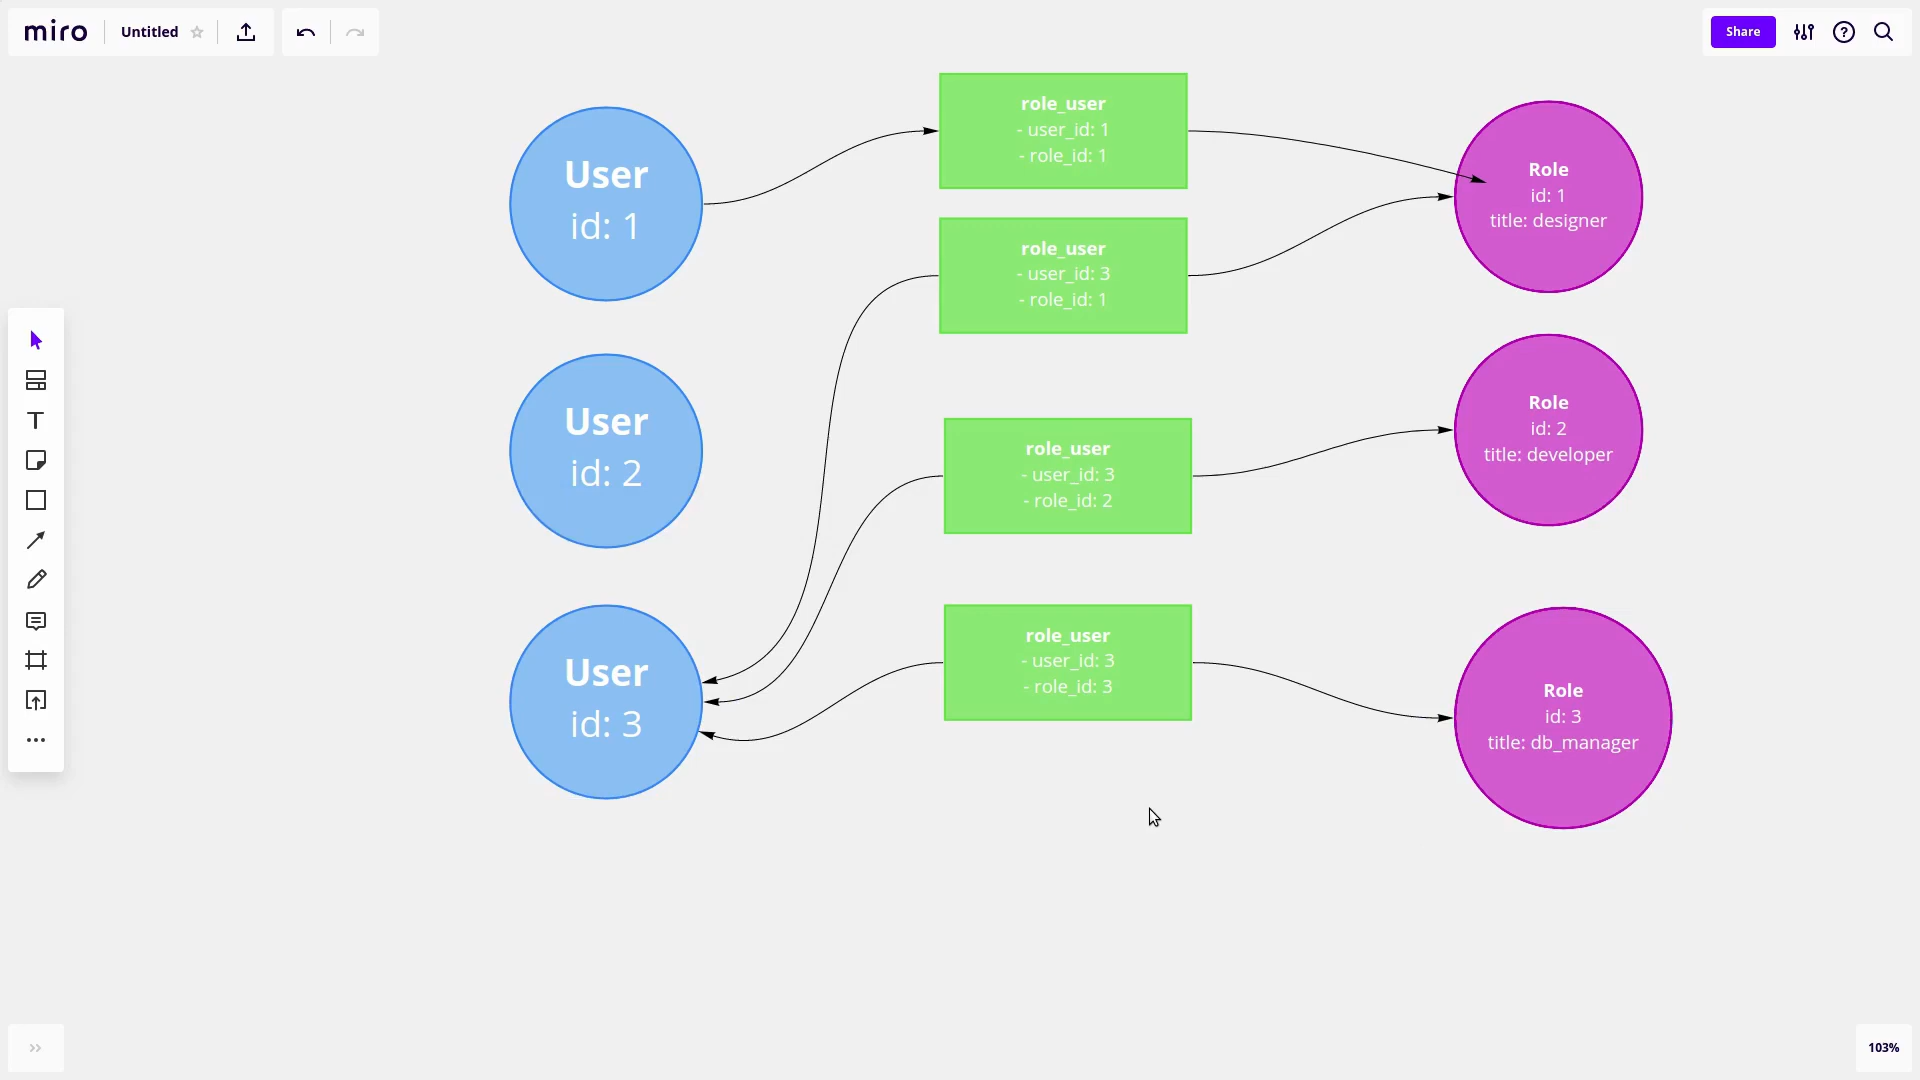 miro
Untitled
Share
User
id: 1
User
id: 2
User
id: 3
role_user
- user_id: 1
- role_id: 1
role_user
- user_id: 3
- role_id: 1
role_user
- user_id: 3
- role_id: 2
role_user
- user_id: 3
- role_id: 3
Role
id: 1
title: designer
Role
id: 2
title: developer
Role
id: 3
title: db_manager
103%